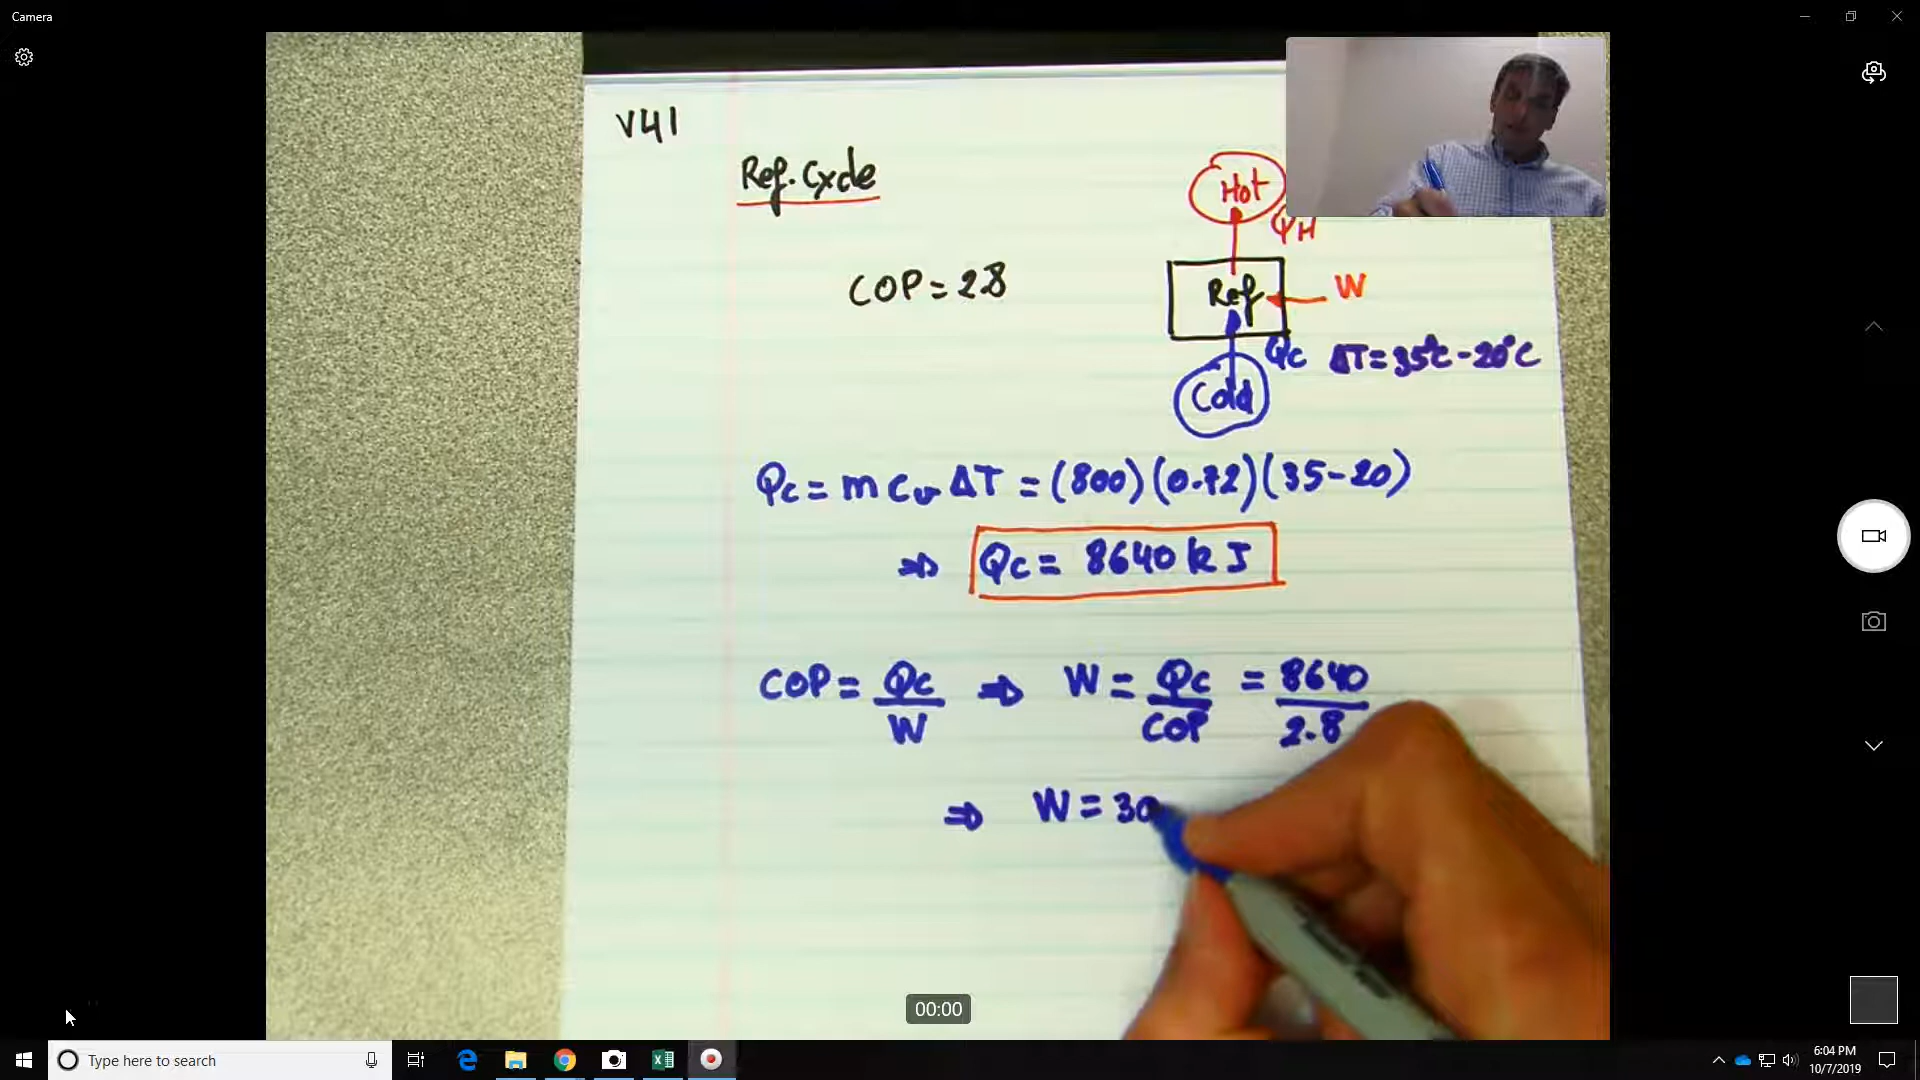 Camera
V41
Ref. Cycle
Hot
QH
COP = 2.8
Ref
W
Qc ΔT = 35°C - 20°C
Cold
Qc = m cv ΔT = (800)(0.72)(35-20)
⇒ Qc = 8640 kJ
COP = Qc/W ⇒ W = Qc/COP = 8640/2.8
⇒ W = 30
00:00
Type here to search
6:04 PM
10/7/2019